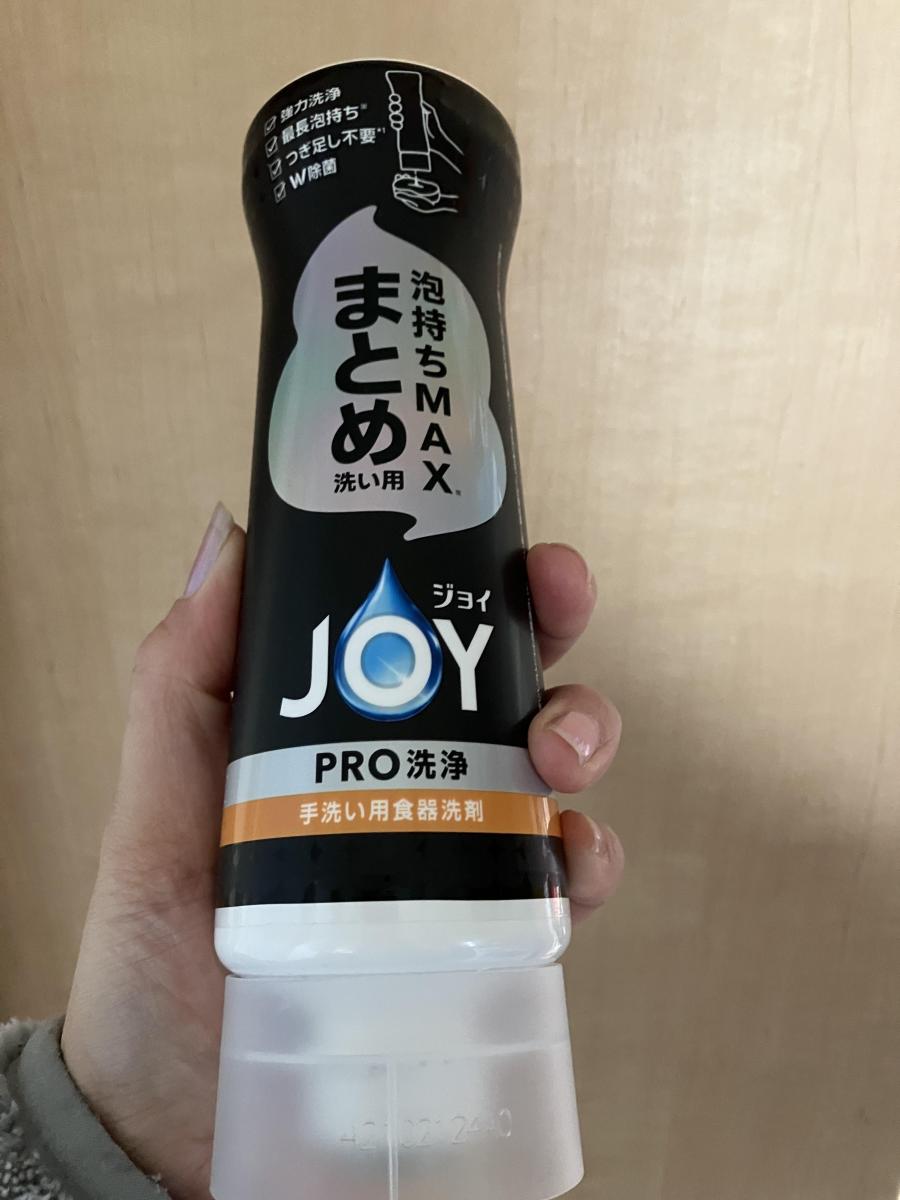 強力洗浄
最長泡持ち※
つぎ足し不要*1
W除菌
泡持ちMAX※
まとめ
洗い用
ジョイ
JOY
PRO洗浄
手洗い用食器洗剤